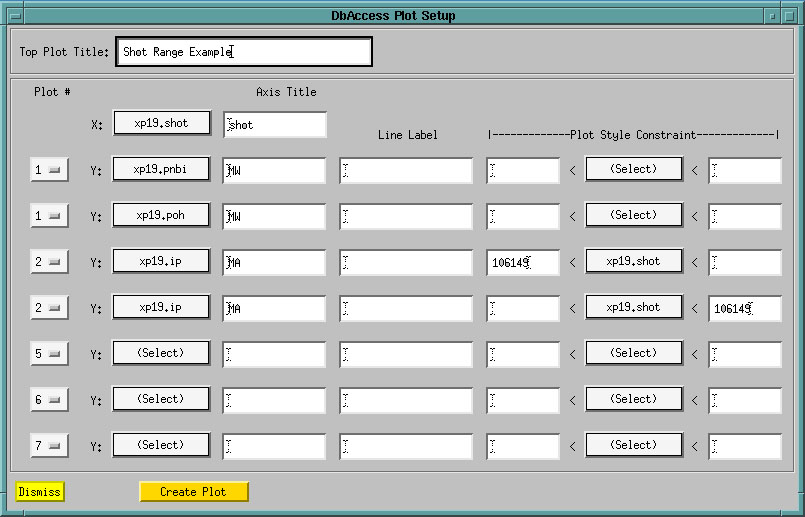 DbAccess Plot Setup
Top Plot Title: Shot Range Example
Plot # Axis Title
X: xp19.shot shot
Line Label |-------------Plot Style Constraint-------------|
1 Y: xp19.pnbi MW < (Select) <
1 Y: xp19.poh MW < (Select) <
2 Y: xp19.ip MA 106149 < xp19.shot <
2 Y: xp19.ip MA < xp19.shot < 106149
5 Y: (Select) < (Select) <
6 Y: (Select) < (Select) <
7 Y: (Select) < (Select) <
Dismiss Create Plot